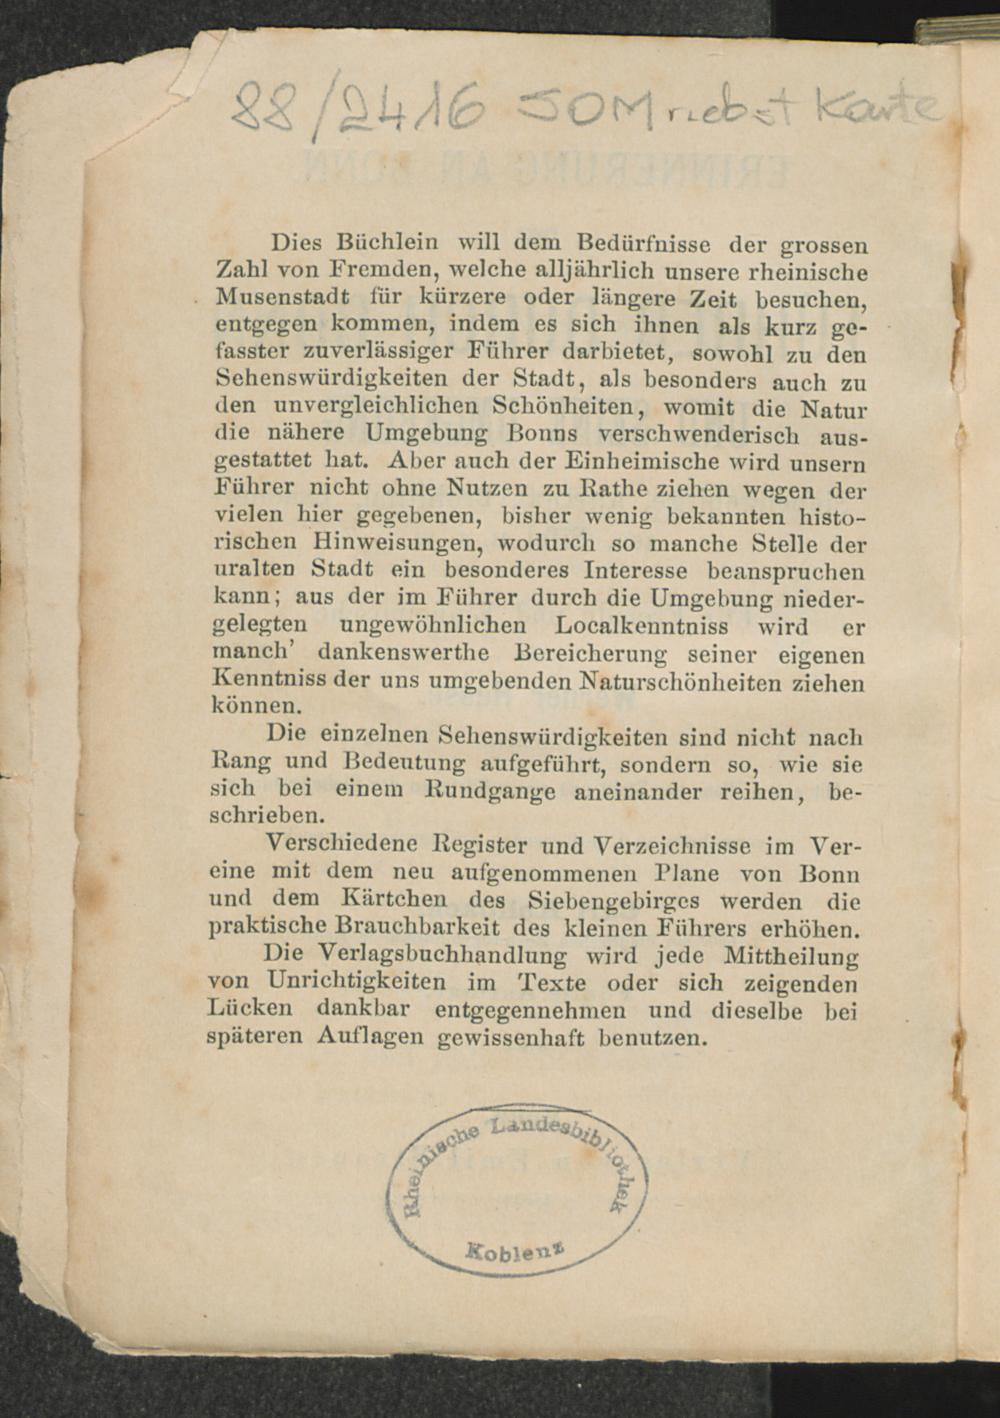 88/2416 SOM nebst Karte
Dies Büchlein will dem Bedürfnisse der grossen
Zahl von Fremden, welche alljährlich unsere rheinische
Musenstadt für kürzere oder längere Zeit besuchen,
entgegen kommen, indem es sich ihnen als kurz ge-
fasster zuverlässiger Führer darbietet, sowohl zu den
Sehenswürdigkeiten der Stadt, als besonders auch zu
den unvergleichlichen Schönheiten, womit die Natur
die nähere Umgebung Bonns verschwenderisch aus-
gestattet hat. Aber auch der Einheimische wird unsern
Führer nicht ohne Nutzen zu Rathe ziehen wegen der
vielen hier gegebenen, bisher wenig bekannten histo-
rischen Hinweisungen, wodurch so manche Stelle der
uralten Stadt ein besonderes Interesse beanspruchen
kann; aus der im Führer durch die Umgebung nieder-
gelegten ungewöhnlichen Localkenntniss wird er
manch' dankenswerthe Bereicherung seiner eigenen
Kenntniss der uns umgebenden Naturschönheiten ziehen
können.
Die einzelnen Sehenswürdigkeiten sind nicht nach
Rang und Bedeutung aufgeführt, sondern so, wie sie
sich bei einem Rundgange aneinander reihen, be-
schrieben.
Verschiedene Register und Verzeichnisse im Ver-
eine mit dem neu aufgenommenen Plane von Bonn
und dem Kärtchen des Siebengebirges werden die
praktische Brauchbarkeit des kleinen Führers erhöhen.
Die Verlagsbuchhandlung wird jede Mittheilung
von Unrichtigkeiten im Texte oder sich zeigenden
Lücken dankbar entgegennehmen und dieselbe bei
späteren Auflagen gewissenhaft benutzen.
Rheinische Landesbibliothek
Koblenz